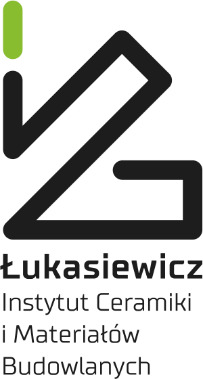 Łukasiewicz
Instytut Ceramiki
i Materiałów
Budowlanych